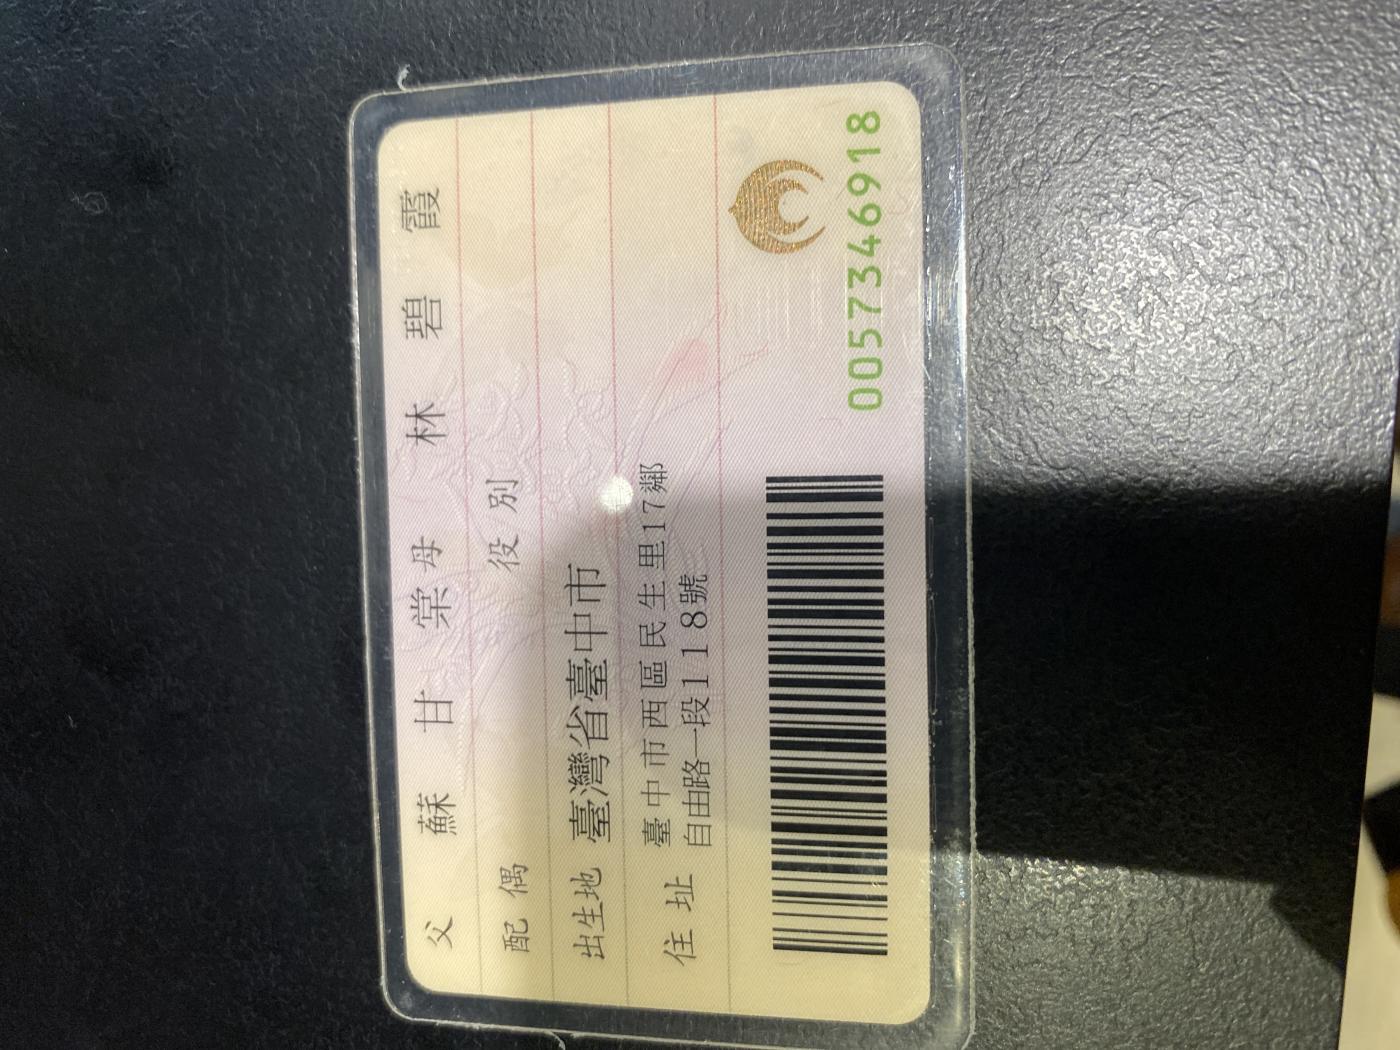 父 蘇甘棠 母 林碧霞
配偶 役別
出生地 臺灣省臺中市
住址 臺中市西區民生里17鄰
自由路一段118號
0057346918